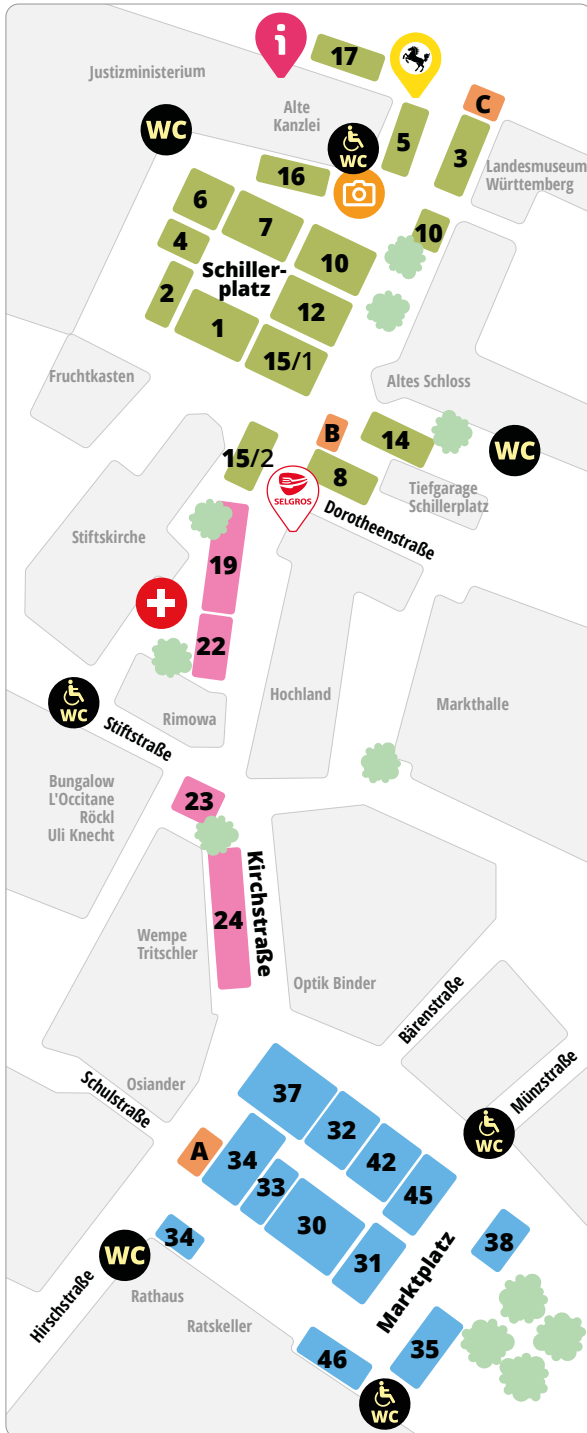 17
Justizministerium
Alte
Kanzlei
C
WC
5
WC
3
Landesmuseum
Württemberg
16
6
7
10
4
10
Schiller-
platz
2
12
1
15/1
Fruchtkasten
Altes Schloss
B
14
WC
15/2
8
SELGROS
Tiefgarage
Schillerplatz
Dorotheenstraße
Stiftskirche
19
22
WC
Stiftstraße
Rimowa
Hochland
Markthalle
Bungalow
L'Occitane
Röckl
Uli Knecht
23
Kirchstraße
24
Wempe
Tritschler
Optik Binder
Bärenstraße
Münzstraße
Schulstraße
Osiander
37
32
WC
A
34
42
33
45
30
34
38
31
WC
Marktplatz
Hirschstraße
Rathaus
Ratskeller
35
46
WC